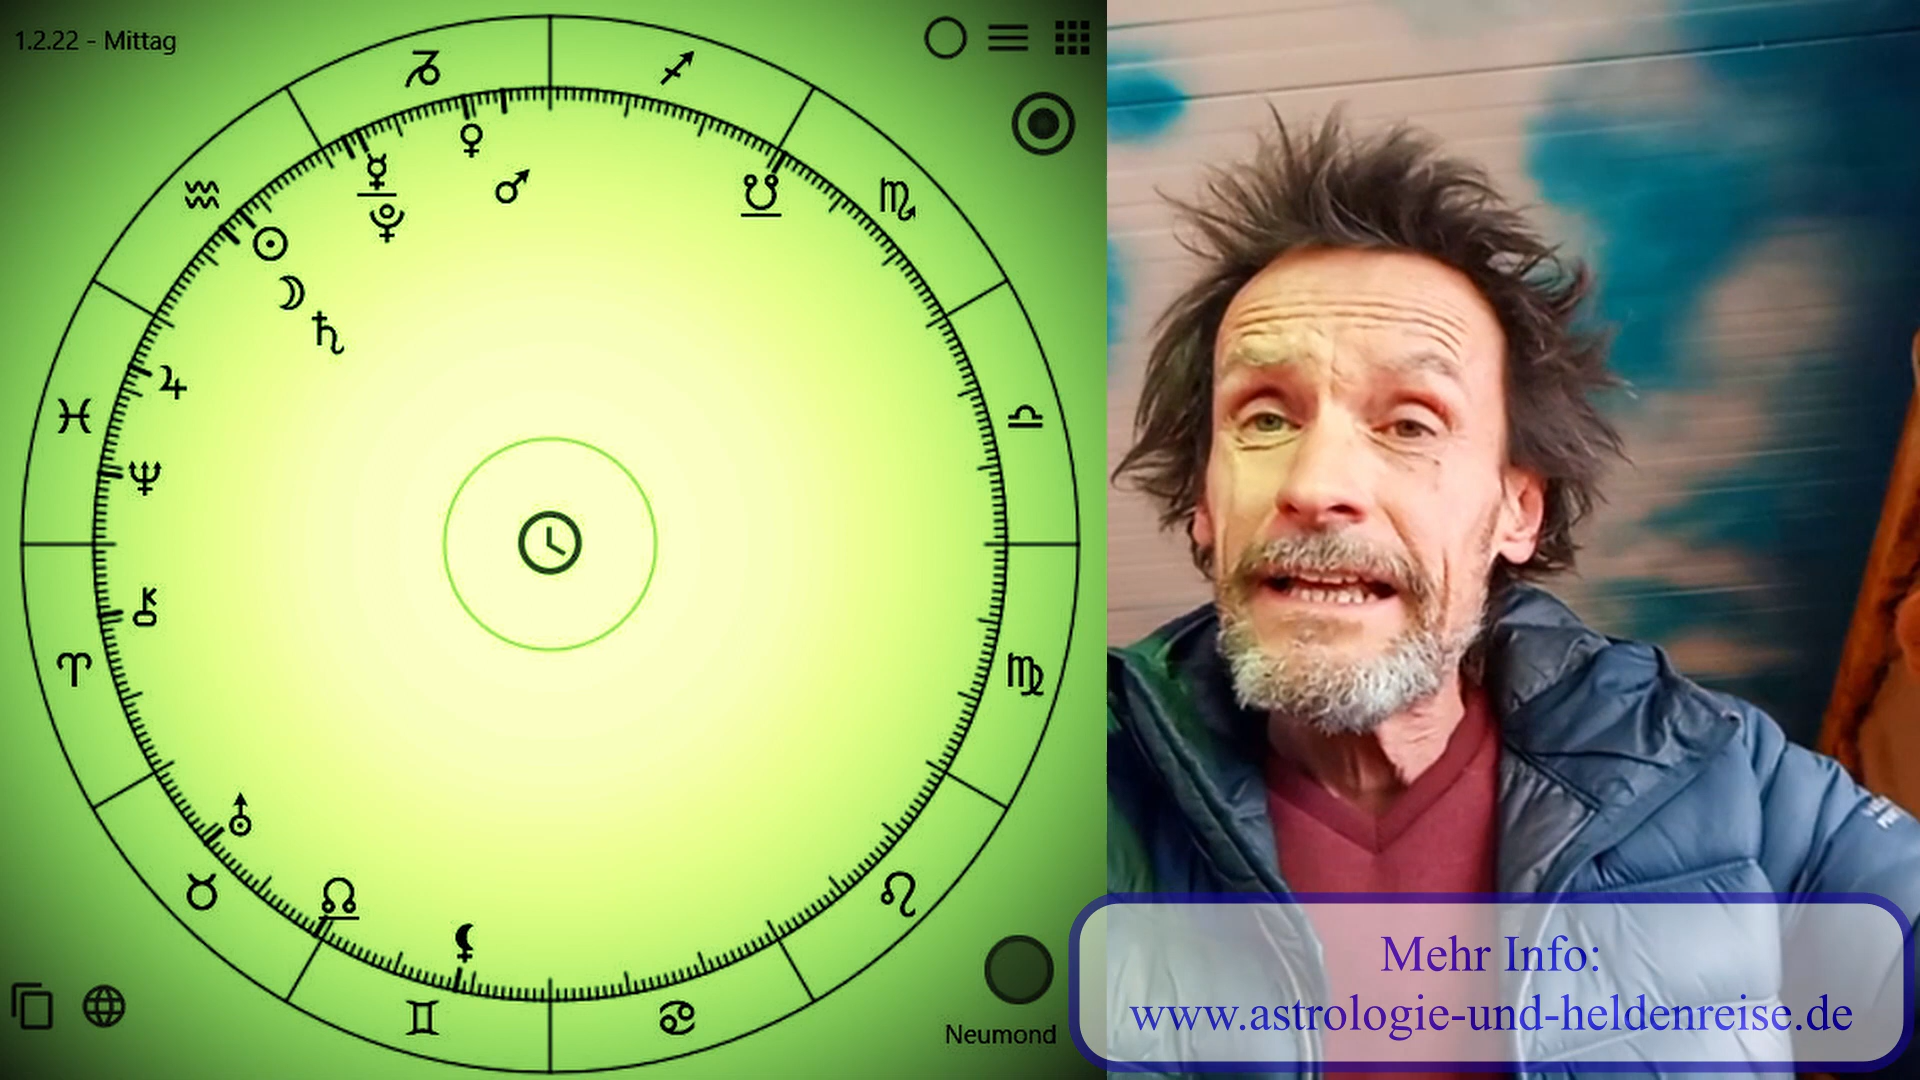 1.2.22 - Mittag
Neumond
Mehr Info:
www.astrologie-und-heldenreise.de